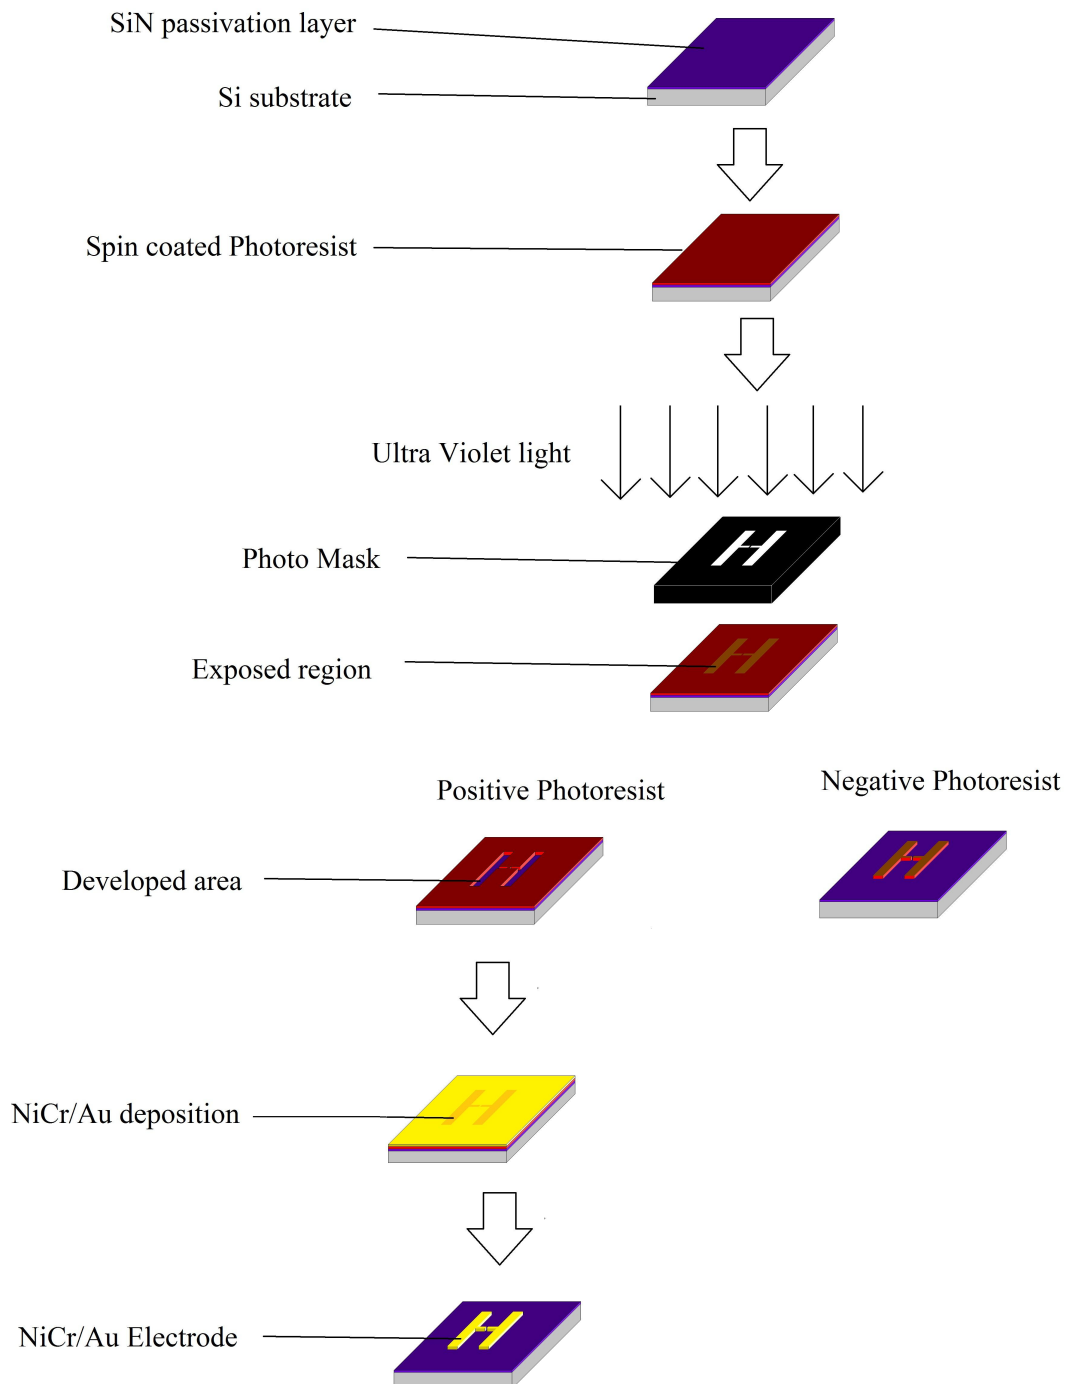 SiN passivation layer
Si substrate
Spin coated Photoresist
Ultra Violet light
Photo Mask
Exposed region
Positive Photoresist
Negative Photoresist
Developed area
NiCr/Au deposition
NiCr/Au Electrode